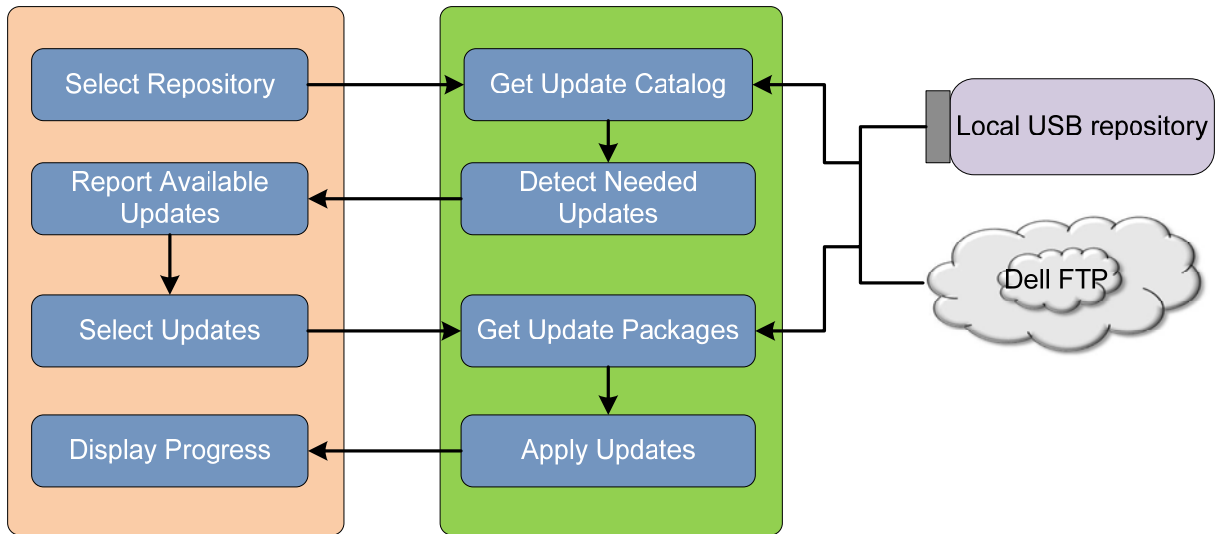 Select Repository
Get Update Catalog
Local USB repository
Report Available
Updates
Detect Needed
Updates
Dell FTP
Select Updates
Get Update Packages
Display Progress
Apply Updates